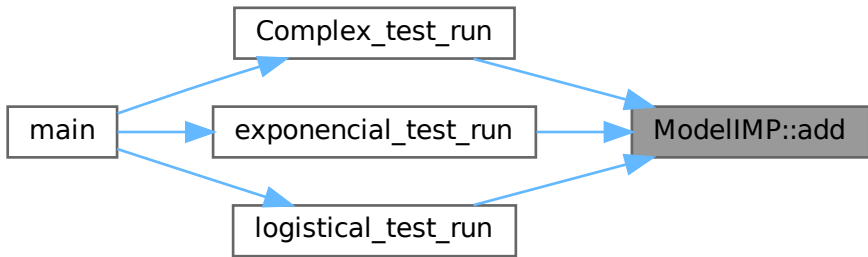 Complex_test_run
main
exponencial_test_run
ModelIMP::add
logistical_test_run